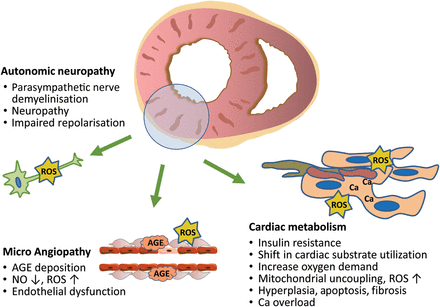 Autonomic neuropathy
• Parasympathetic nerve
demyelinisation
• Neuropathy
• Impaired repolarisation
ROS
ROS
Ca
Ca
Ca
ROS
ROS
AGE
AGE
Micro Angiopathy
• AGE deposition
• NO ↓, ROS ↑
• Endothelial dysfunction
Cardiac metabolism
• Insulin resistance
• Shift in cardiac substrate utilization
• Increase oxygen demand
• Mitochondrial uncoupling, ROS ↑
• Hyperplasia, apoptosis, fibrosis
• Ca overload